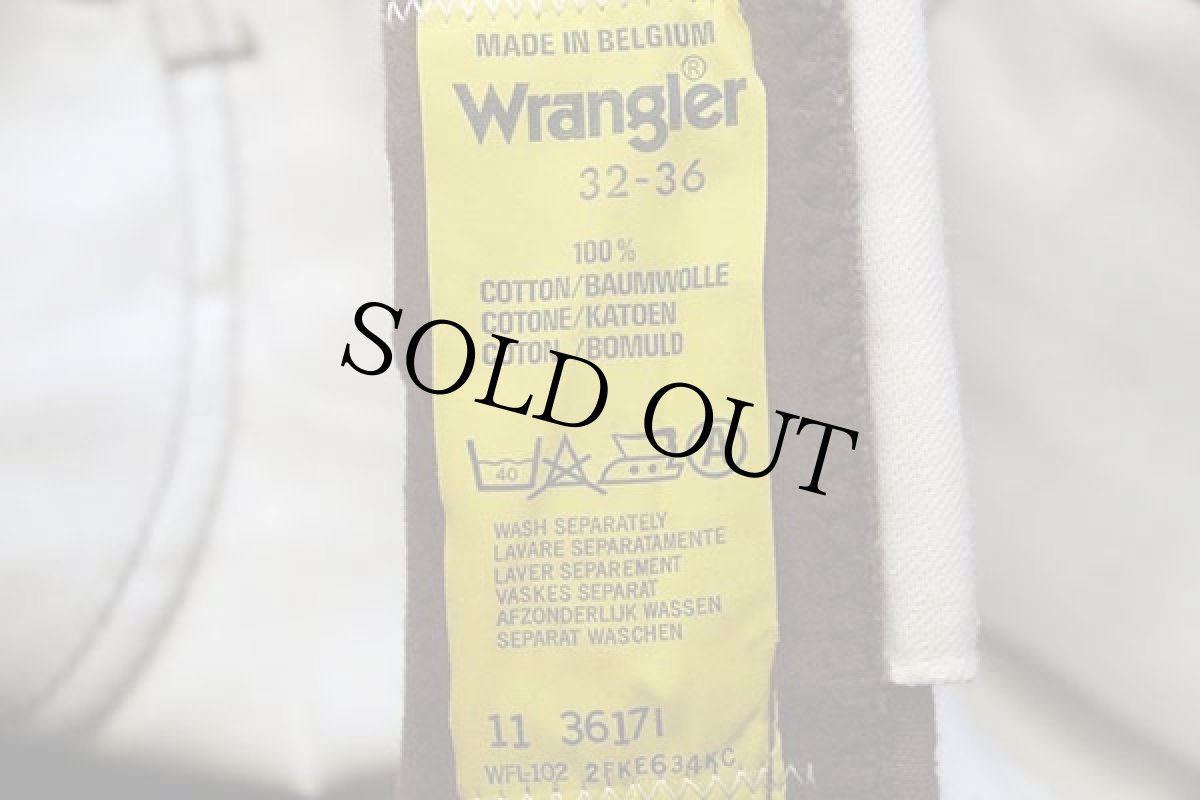 MADE IN BELGIUM
Wrangler®
32-36
100%
COTTON/BAUMWOLLE
COTONE/KATOEN
COTON /BOMULD
SOLD OUT
40 A
WASH SEPARATELY
LAVARE SEPARATAMENTE
LAVER SEPAREMENT
VASKES SEPARAT
AFZONDERLIJK WASSEN
SEPARAT WASCHEN
11 36171
WFL-102 2FKE634KC